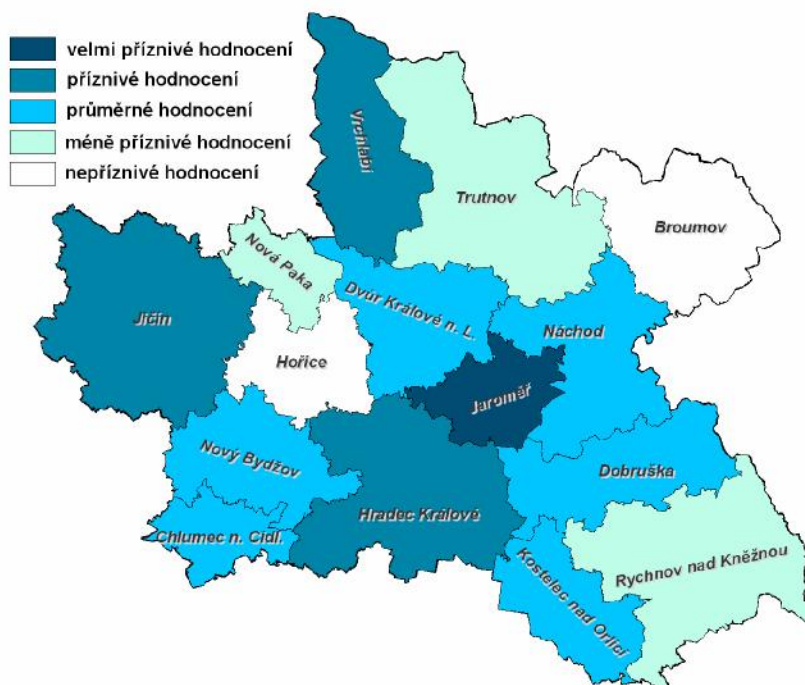 velmi příznivé hodnocení
příznivé hodnocení
průměrné hodnocení
méně příznivé hodnocení
nepříznivé hodnocení
Vrchlabí
Trutnov
Broumov
Nová Paka
Jičín
Dvůr Králové n. L.
Náchod
Hořice
Jaroměř
Nový Bydžov
Dobruška
Hradec Králové
Chlumec n. Cidl.
Kostelec nad Orlicí
Rychnov nad Kněžnou